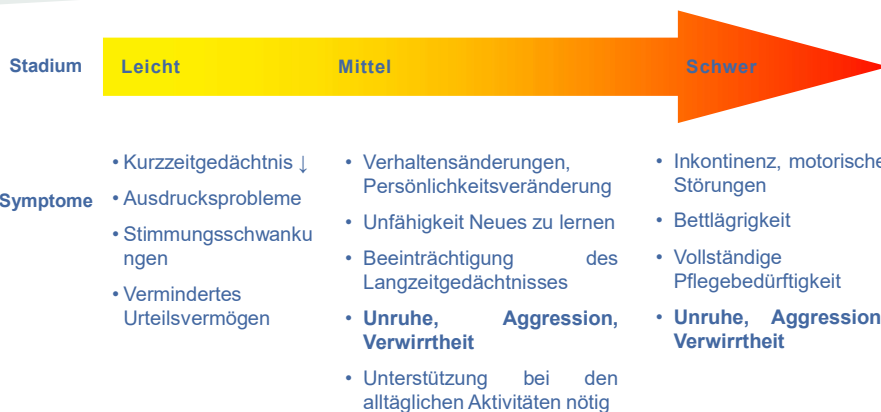 Stadium
Leicht
Mittel
Schwer
Symptome
• Kurzzeitgedächtnis ↓
• Ausdrucksprobleme
• Stimmungsschwanku
ngen
• Vermindertes
Urteilsvermögen
• Verhaltensänderungen,
Persönlichkeitsveränderung
• Unfähigkeit Neues zu lernen
• Beeinträchtigung des
Langzeitgedächtnisses
• Unruhe, Aggression,
Verwirrtheit
• Unterstützung bei den
alltäglichen Aktivitäten nötig
• Inkontinenz, motorische
Störungen
• Bettlägrigkeit
• Vollständige
Pflegebedürftigkeit
• Unruhe, Aggression
Verwirrtheit